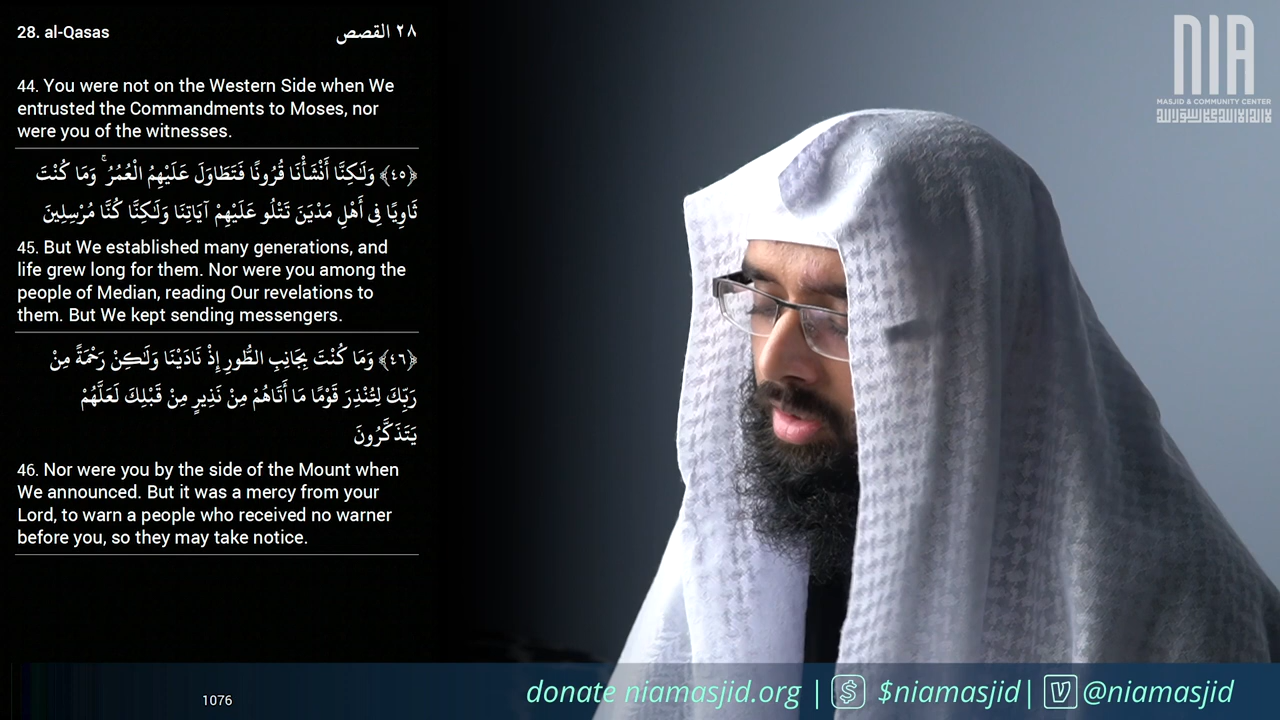 28. al-Qasas
٢٨ القصص
44. You were not on the Western Side when We
entrusted the Commandments to Moses, nor
were you of the witnesses.
﴿٤٥﴾ وَلَٰكِنَّا أَنْشَأْنَا قُرُونًا فَتَطَاوَلَ عَلَيْهِمُ الْعُمُرُ ۚ وَمَا كُنْتَ
ثَاوِيًا فِي أَهْلِ مَدْيَنَ تَتْلُو عَلَيْهِمْ آيَاتِنَا وَلَٰكِنَّا كُنَّا مُرْسِلِينَ
45. But We established many generations, and
life grew long for them. Nor were you among the
people of Median, reading Our revelations to
them. But We kept sending messengers.
﴿٤٦﴾ وَمَا كُنْتَ بِجَانِبِ الطُّورِ إِذْ نَادَيْنَا وَلَٰكِنْ رَحْمَةً مِنْ
رَبِّكَ لِتُنْذِرَ قَوْمًا مَا أَتَاهُمْ مِنْ نَذِيرٍ مِنْ قَبْلِكَ لَعَلَّهُمْ
يَتَذَكَّرُونَ
46. Nor were you by the side of the Mount when
We announced. But it was a mercy from your
Lord, to warn a people who received no warner
before you, so they may take notice.
NIA
MASJID & COMMUNITY CENTER
1076
donate niamasjid.org | $ $niamasjid | V @niamasjid